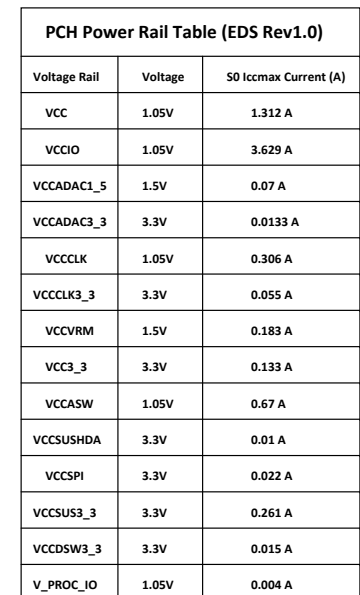 PCH Power Rail Table (EDS Rev1.0)
Voltage Rail Voltage S0 Iccmax Current (A)
VCC 1.05V 1.312 A
VCCIO 1.05V 3.629 A
VCCADAC1_5 1.5V 0.07 A
VCCADAC3_3 3.3V 0.0133 A
VCCCLK 1.05V 0.306 A
VCCCLK3_3 3.3V 0.055 A
VCCVRM 1.5V 0.183 A
VCC3_3 3.3V 0.133 A
VCCASW 1.05V 0.67 A
VCCSUSHDA 3.3V 0.01 A
VCCSPI 3.3V 0.022 A
VCCSUS3_3 3.3V 0.261 A
VCCDSW3_3 3.3V 0.015 A
V_PROC_IO 1.05V 0.004 A